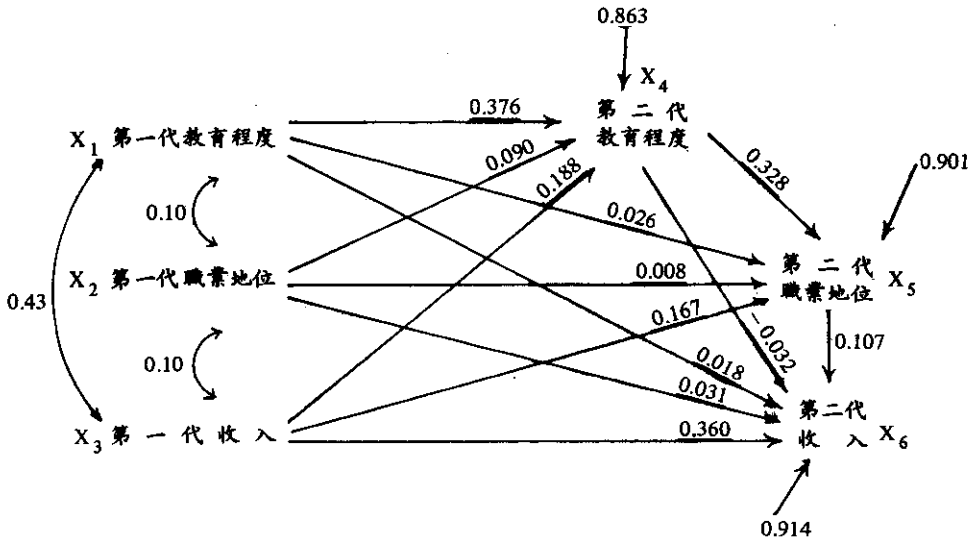 0.863
X₄
第二代
教育程度
0.376
X₁ 第一代教育程度
0.090
0.188
0.328
0.901
0.10
0.026
X₂ 第一代職業地位
0.008
第二代
職業地位 X₅
0.43
0.167
-0.032
0.107
0.10
0.018
0.031
第二代
X₃ 第一代收入
0.360
收入 X₆
0.914